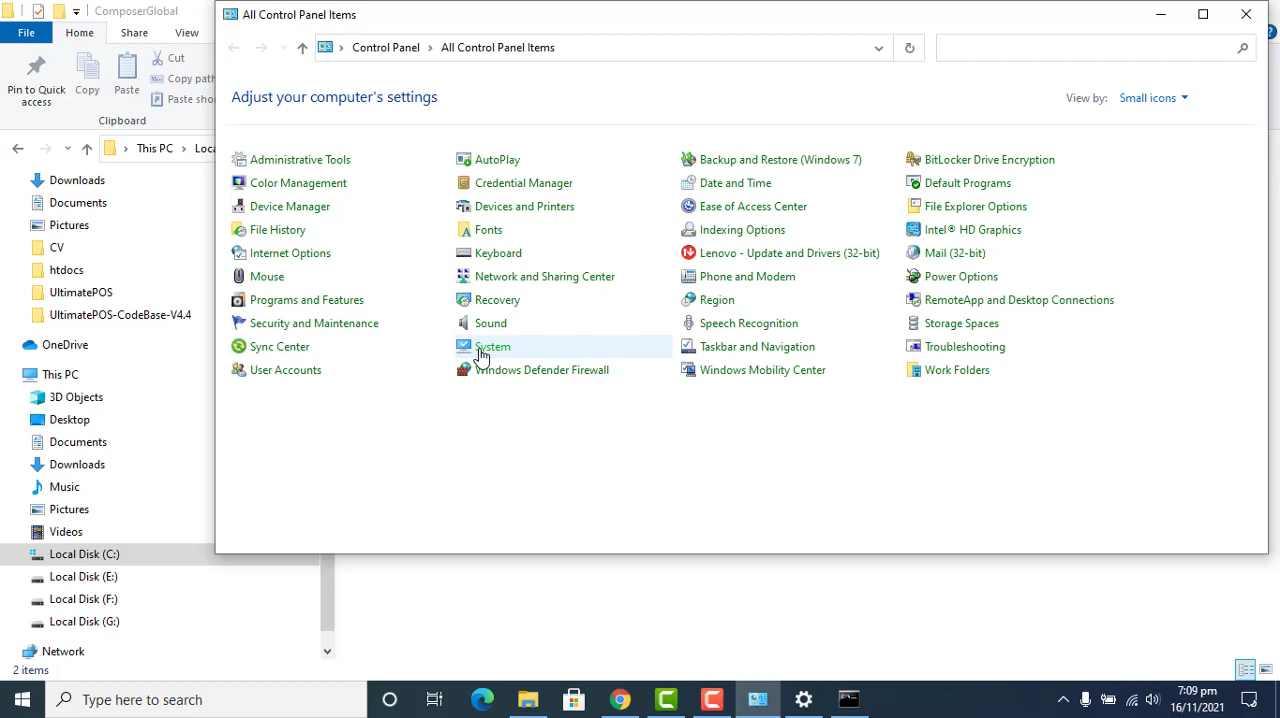 ComposerGlobal
File Home Share View
Pin to Quick access
Copy
Paste
Cut
Copy path
Paste sho
Clipboard
This PC Loca
Downloads
Documents
Pictures
CV
htdocs
UltimatePOS
UltimatePOS-CodeBase-V4.4
OneDrive
This PC
3D Objects
Desktop
Documents
Downloads
Music
Pictures
Videos
Local Disk (C:)
Local Disk (E:)
Local Disk (F:)
Local Disk (G:)
Network
2 items
All Control Panel Items
Control Panel All Control Panel Items
Adjust your computer's settings
View by: Small icons
Administrative Tools AutoPlay Backup and Restore (Windows 7) BitLocker Drive Encryption
Color Management Credential Manager Date and Time Default Programs
Device Manager Devices and Printers Ease of Access Center File Explorer Options
File History Fonts Indexing Options Intel® HD Graphics
Internet Options Keyboard Lenovo - Update and Drivers (32-bit) Mail (32-bit)
Mouse Network and Sharing Center Phone and Modem Power Options
Programs and Features Recovery Region RemoteApp and Desktop Connections
Security and Maintenance Sound Speech Recognition Storage Spaces
Sync Center System Taskbar and Navigation Troubleshooting
User Accounts Windows Defender Firewall Windows Mobility Center Work Folders
Type here to search
7:09 pm
16/11/2021